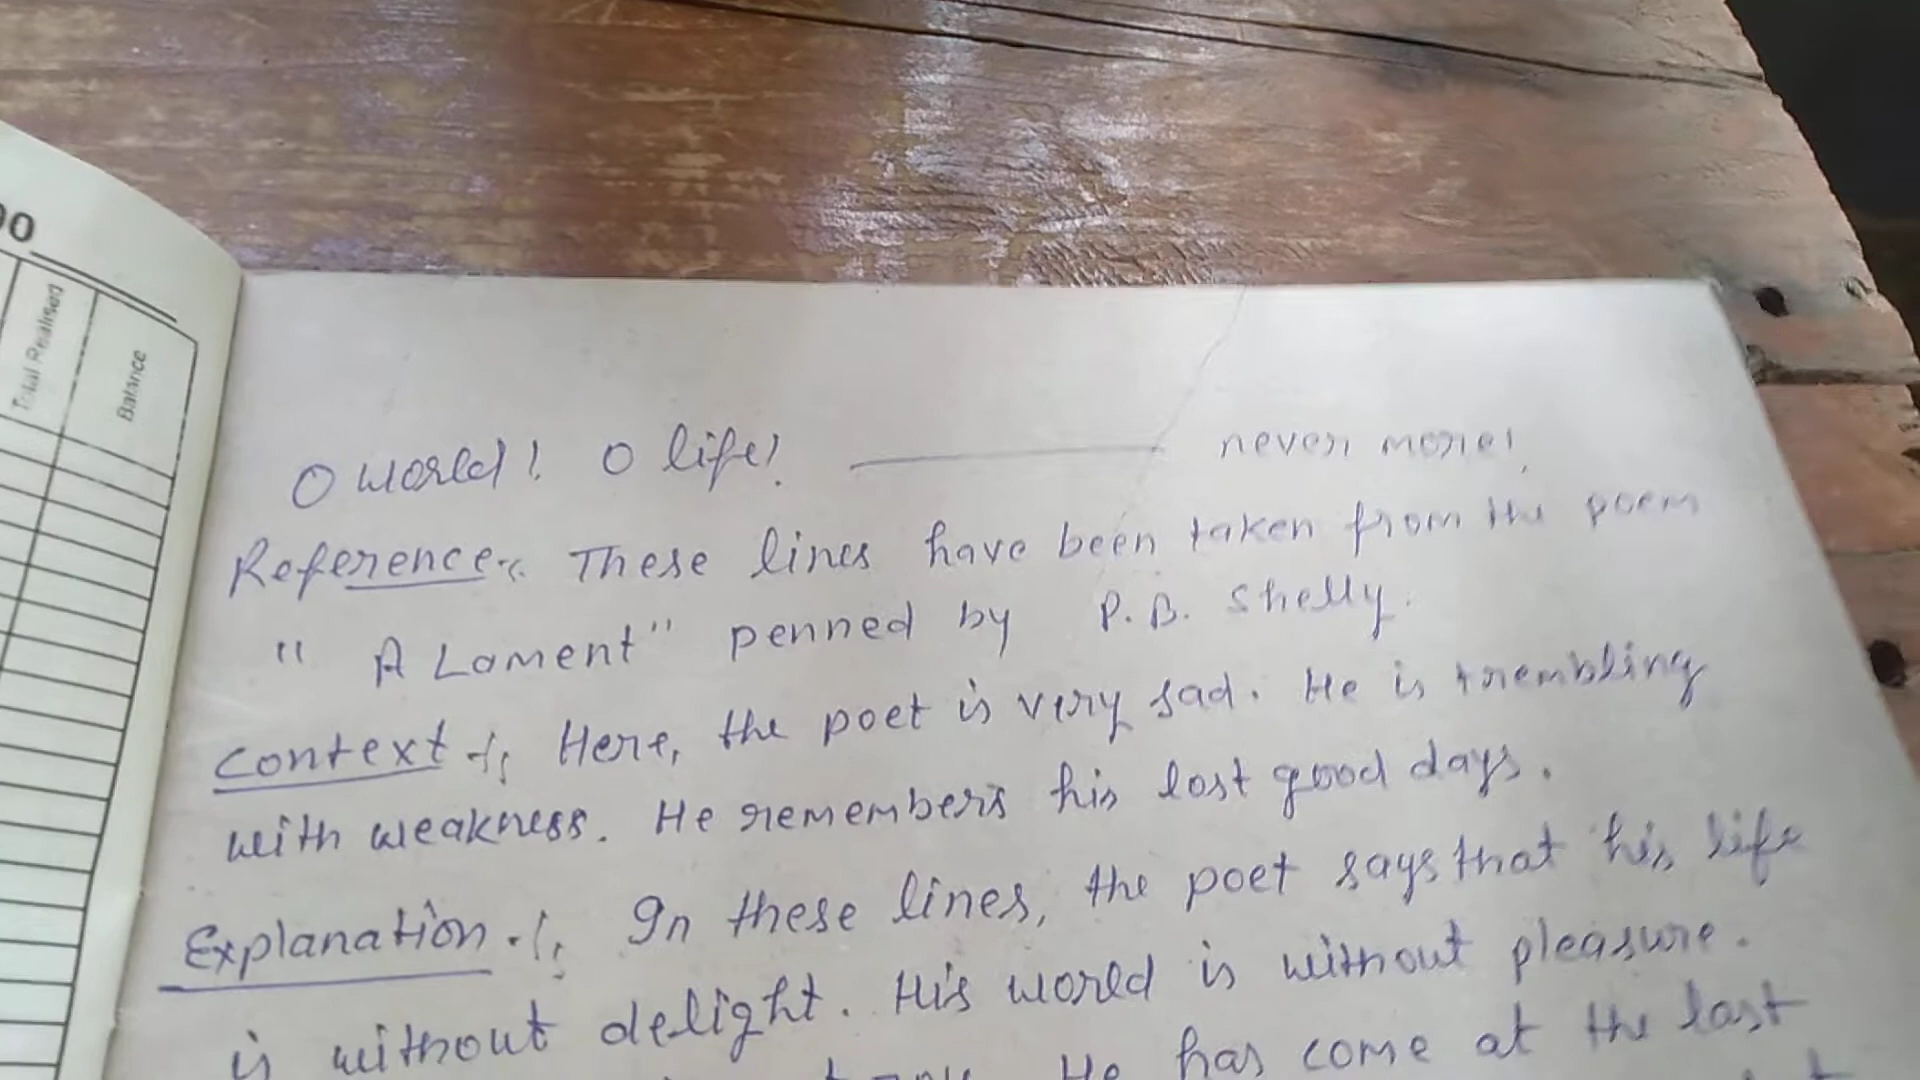 00
Total Realised
Balance
O world! O life! ———— never more!
Reference:- These lines have been taken from the poem
" A Lament" penned by P.B. Shelly.
Context :- Here, the poet is very sad. He is trembling
with weakness. He remembers his lost good days.
Explanation :- In these lines, the poet says that his life
is without delight. His world is without pleasure.
He has come at the last